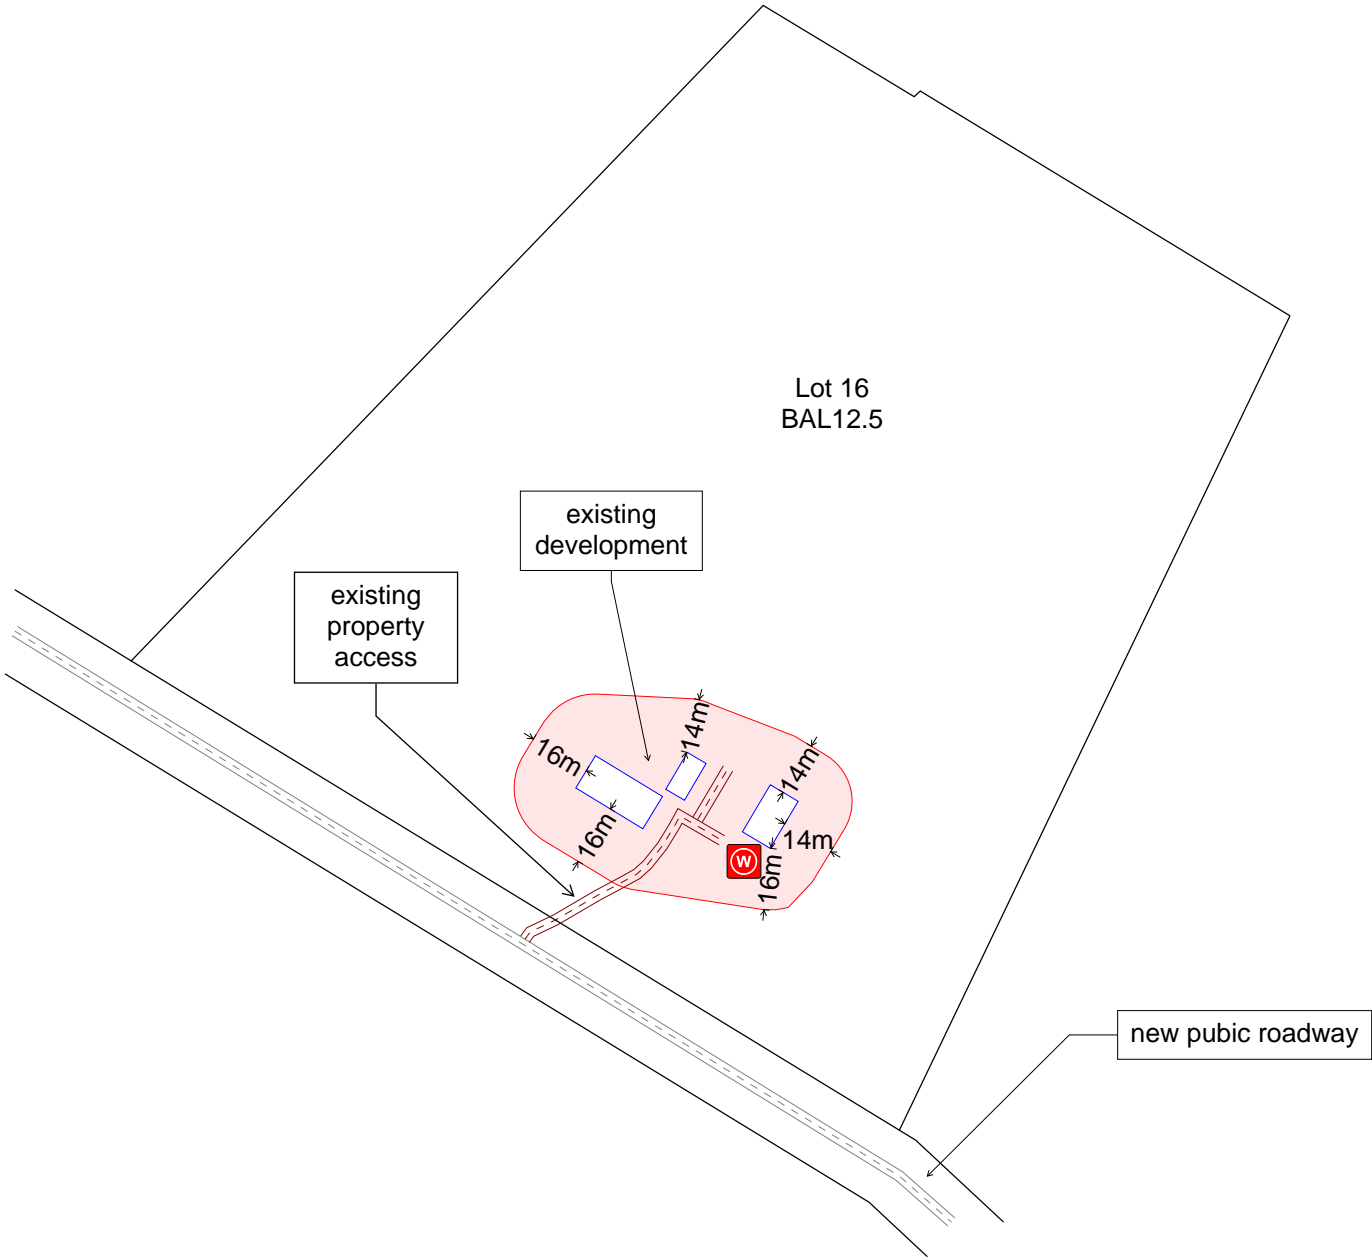 Lot 16
BAL12.5
existing
development
existing
property
access
14m
16m
14m
16m
14m
W
16m
new pubic roadway